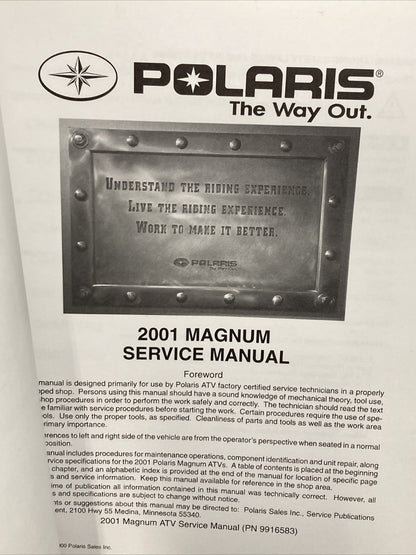 POLARIS®
The Way Out.
UNDERSTAND THE RIDING EXPERIENCE.
LIVE THE RIDING EXPERIENCE.
WORK TO MAKE IT BETTER.
POLARIS
2001 MAGNUM
SERVICE MANUAL
Foreword
manual is designed primarily for use by Polaris ATV factory certified service technicians in a properly
ped shop. Persons using this manual should have a sound knowledge of mechanical theory, tool use,
hop procedures in order to perform the work safely and correctly. The technician should read the text
e familiar with service procedures before starting the work. Certain procedures require the use of spe-
ols. Use only the proper tools, as specified. Cleanliness of parts and tools as well as the work area
rimary importance.
rences to left and right side of the vehicle are from the operator's perspective when seated in a normal
position.
anual includes procedures for maintenance operations, component identification and unit repair, along
rvice specifications for the 2001 Polaris Magnum ATVs. A table of contents is placed at the beginning
chapter, and an alphabetic index is provided at the end of the manual for location of specific page
s and service information. Keep this manual available for reference in the shop area.
ime of publication all information contained in this manual was technically correct. However, all
s and specifications are subject to change without notice.
nts or suggestions about this manual may be directed to: Polaris Sales Inc., Service Publications
ent, 2100 Hwy 55 Medina, Minnesota 55340.
2001 Magnum ATV Service Manual (PN 9916583)
00 Polaris Sales Inc.